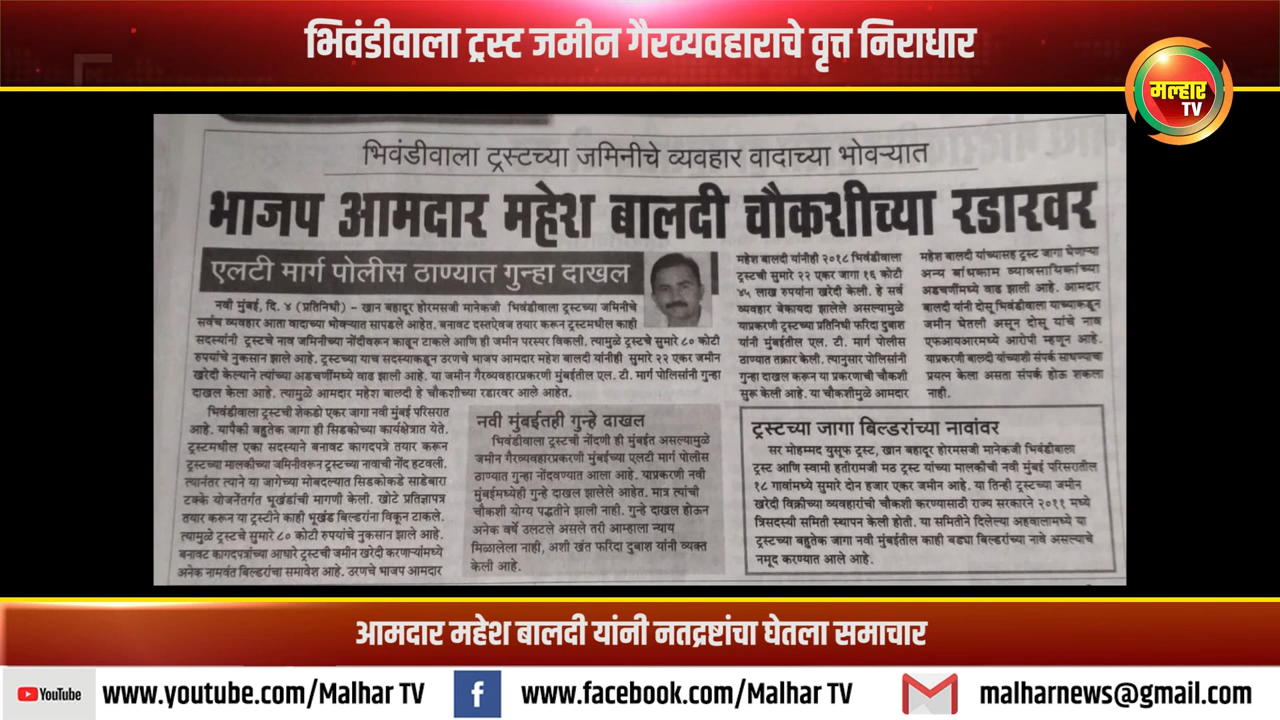 भिवंडीवाला ट्रस्ट जमीन गैरव्यवहाराचे वृत्त निराधार
मल्हार
TV
भिवंडीवाला ट्रस्टच्या जमिनीचे व्यवहार वादाच्या भोवऱ्यात
भाजप आमदार महेश बालदी चौकशीच्या रडारवर
एलटी मार्ग पोलीस ठाण्यात गुन्हा दाखल
नवी मुंबई, दि. ४ (प्रतिनिधी) – खान बहादूर होरमसजी माणेकजी भिवंडीवाला ट्रस्टच्या जमिनीचे
सर्वच व्यवहार आता वादाच्या भोवऱ्यात सापडले आहेत. बनावट दस्तऐवज तयार करून ट्रस्टमधील काही
सदस्यांनी ट्रस्टचे नाव जमिनीच्या नोंदीवरून काढून टाकले आणि ही जमीन परस्पर विकली. त्यामुळे ट्रस्टचे सुमारे ८० कोटी
रुपयांचे नुकसान झाले आहे. ट्रस्टच्या याच सदस्याकडून उरणचे भाजप आमदार महेश बालदी यांनीही सुमारे २२ एकर जमीन
खरेदी केल्याने त्यांच्या अडचणींमध्ये वाढ झाली आहे. या जमीन गैरव्यवहारप्रकरणी मुंबईतील एल. टी. मार्ग पोलिसांनी गुन्हा
दाखल केला आहे. त्यामुळे आमदार महेश बालदी हे चौकशीच्या रडारवर आले आहेत.
भिवंडीवाला ट्रस्टची शेकडो एकर जागा नवी मुंबई परिसरात
आहे. यापैकी बहुतेक जागा ही सिडकोच्या कार्यक्षेत्रात येते.
ट्रस्टमधील एका सदस्याने बनावट कागदपत्रे तयार करून
ट्रस्टच्या मालकीच्या जमिनीवरून ट्रस्टच्या नावाची नोंद हटवली.
त्यानंतर त्याने या जागेच्या मोबदल्यात सिडकोकडे साडेबारा
टक्के योजनेंतर्गत भूखंडांची मागणी केली. खोटे प्रतिज्ञापत्र
तयार करून या ट्रस्टीने काही भूखंड बिल्डरांना विकून टाकले.
त्यामुळे ट्रस्टचे सुमारे ८० कोटी रुपयांचे नुकसान झाले आहे.
बनावट कागदपत्रांच्या आधारे ट्रस्टची जमीन खरेदी करणाऱ्यांमध्ये
अनेक नामवंत बिल्डरांचा समावेश आहे. उरणचे भाजप आमदार
महेश बालदी यांनीही २०१८ भिवंडीवाला
ट्रस्टची सुमारे २२ एकर जागा १६ कोटी
४५ लाख रुपयांना खरेदी केली. हे सर्व
व्यवहार बेकायदा झालेले असल्यामुळे
याप्रकरणी ट्रस्टच्या प्रतिनिधी फरिदा दुबाश
यांनी मुंबईतील एल. टी. मार्ग पोलीस
ठाण्यात तक्रार केली. त्यानुसार पोलिसांनी
गुन्हा दाखल करून या प्रकरणाची चौकशी
सुरू केली आहे. या चौकशीमुळे आमदार
महेश बालदी यांच्यासह ट्रस्ट जागा घेणाऱ्या
अन्य बांधकाम व्यावसायिकांच्या
अडचणींमध्ये वाढ झाली आहे. आमदार
बालदी यांनी दोसू भिवंडीवाला याच्याकडून
जमीन घेतली असून दोसू यांचे नाव
एफआयआरमध्ये आरोपी म्हणून आहे.
याप्रकरणी बालदी यांच्याशी संपर्क साधण्याचा
प्रयत्न केला असता संपर्क होऊ शकला
नाही.
नवी मुंबईतही गुन्हे दाखल
भिवंडीवाला ट्रस्टची नोंदणी ही मुंबईत असल्यामुळे
जमीन गैरव्यवहारप्रकरणी मुंबईच्या एलटी मार्ग पोलीस
ठाण्यात गुन्हा नोंदवण्यात आला आहे. याप्रकरणी नवी
मुंबईमध्येही गुन्हे दाखल झालेले आहेत. मात्र त्यांची
चौकशी योग्य पद्धतीने झाली नाही. गुन्हे दाखल होऊन
अनेक वर्षे उलटले असले तरी आम्हाला न्याय
मिळालेला नाही, अशी खंत फरिदा दुबाश यांनी व्यक्त
केली आहे.
ट्रस्टच्या जागा बिल्डरांच्या नावांवर
सर मोहम्मद युसूफ ट्रस्ट, खान बहादूर होरमसजी माणेकजी भिवंडीवाला
ट्रस्ट आणि स्वामी हतीरामजी मठ ट्रस्ट यांच्या मालकीची नवी मुंबई परिसरातील
१८ गावांमध्ये सुमारे दोन हजार एकर जमीन आहे. या तिन्ही ट्रस्टच्या जमीन
खरेदी विक्रीच्या व्यवहारांची चौकशी करण्यासाठी राज्य सरकारने २०११ मध्ये
त्रिसदस्यी समिती स्थापन केली होती. या समितीने दिलेल्या अहवालामध्ये या
ट्रस्टच्या बहुतेक जागा नवी मुंबईतील काही बड्या बिल्डरांच्या नावे असल्याचे
नमूद करण्यात आले आहे.
आमदार महेश बालदी यांनी नतद्रष्टांचा घेतला समाचार
YouTube
www.youtube.com/Malhar TV
f
www.facebook.com/Malhar TV
malharnews@gmail.com